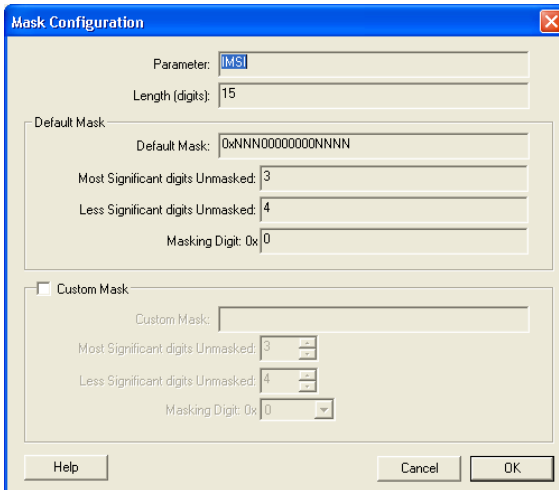 Mask Configuration
Parameter: IMSI
Length (digits): 15
Default Mask
Default Mask: 0xNNN00000000NNNN
Most Significant digits Unmasked: 3
Less Significant digits Unmasked: 4
Masking Digit: 0x 0
Custom Mask
Custom Mask:
Most Significant digits Unmasked: 3
Less Significant digits Unmasked: 4
Masking Digit: 0x 0
Help Cancel OK